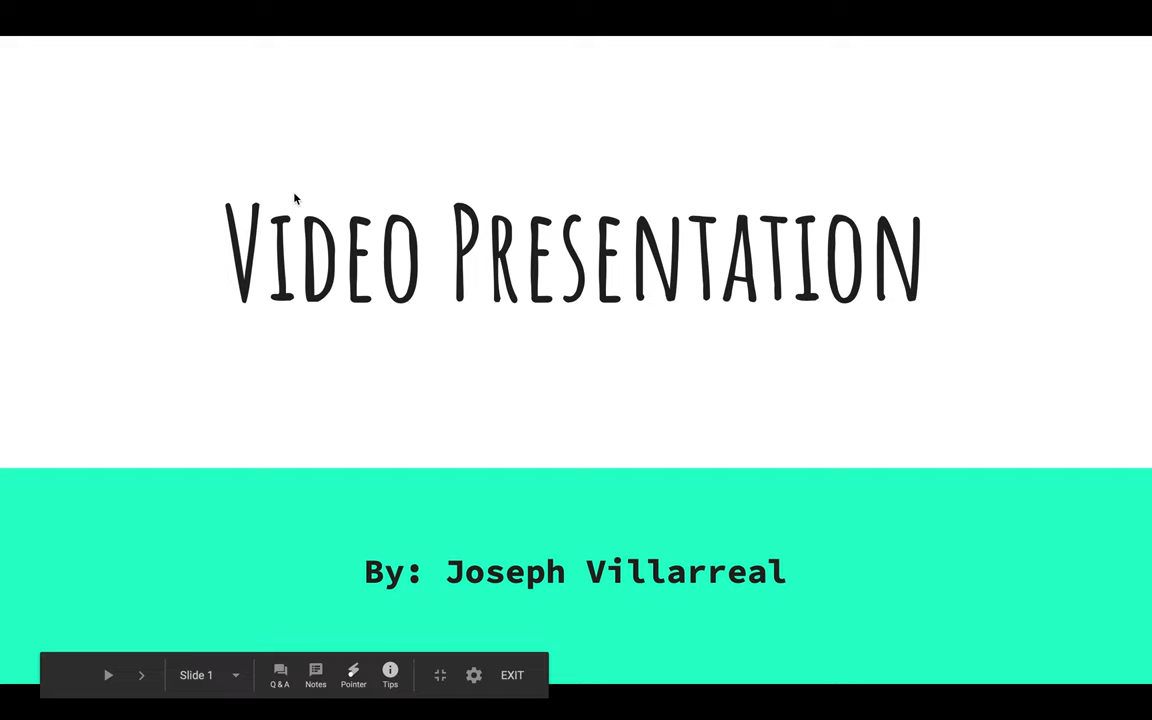 Video Presentation
By: Joseph Villarreal
Slide 1
Q & A
Notes
Pointer
Tips
EXIT